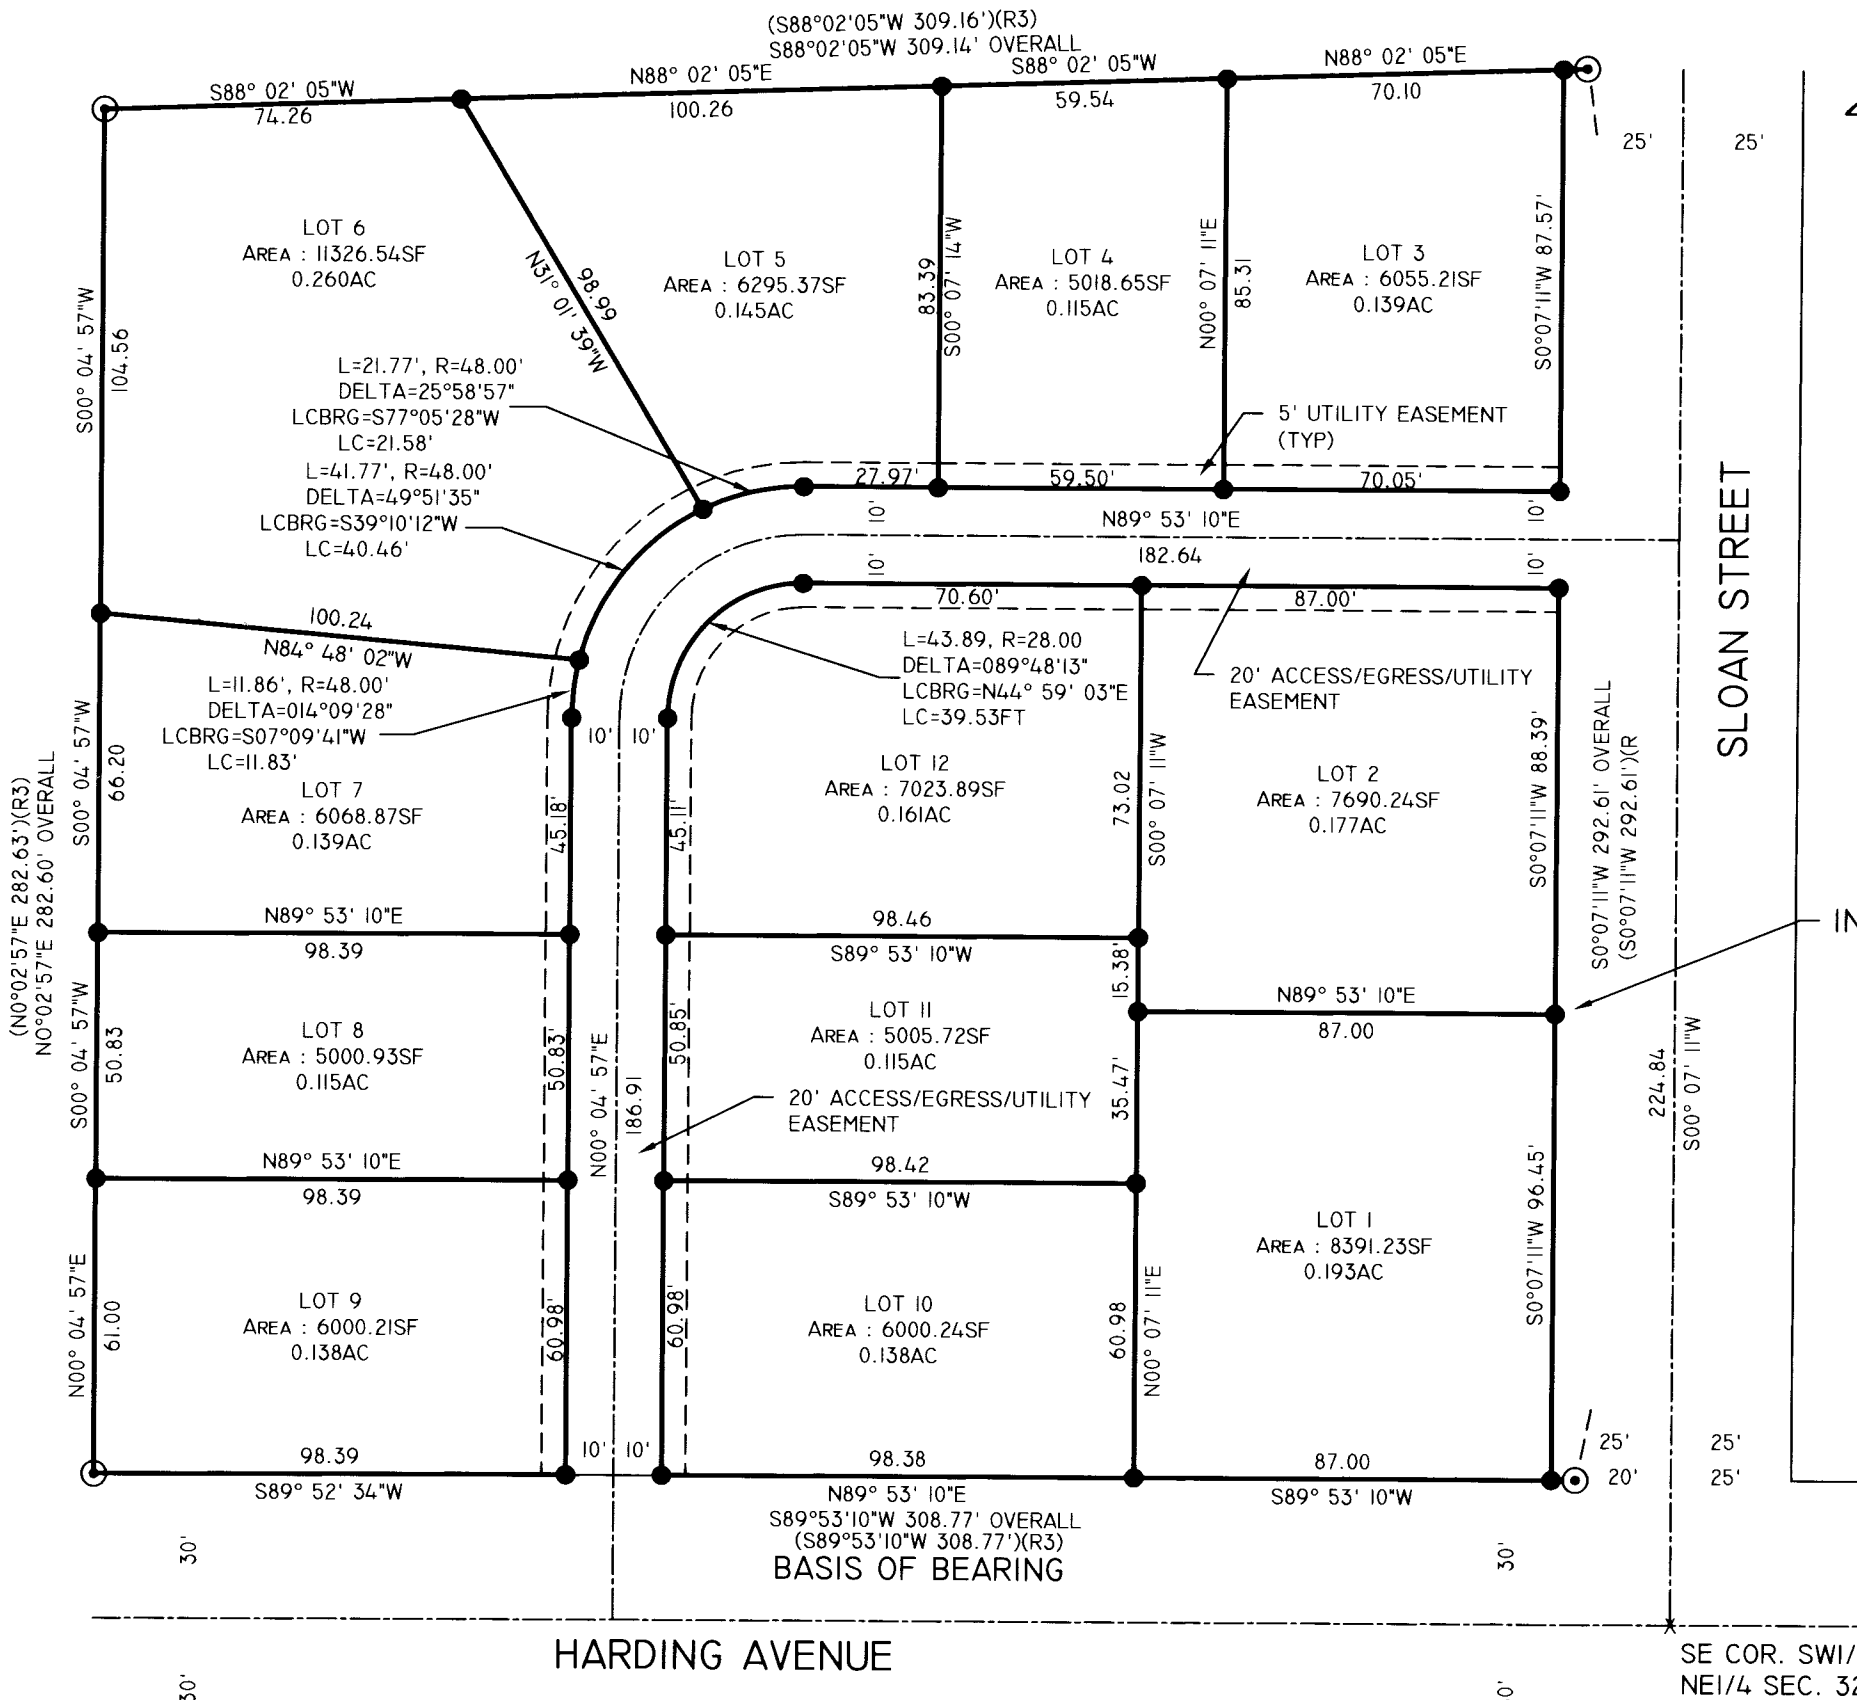 (S88°02'05"W 309.16')(R3)
S88°02'05"W 309.14' OVERALL
S88° 02' 05"W
74.26
N88° 02' 05"E
100.26
S88° 02' 05"W
59.54
N88° 02' 05"E
70.10
25'
25'
LOT 6
AREA : 11326.54SF
0.260AC
LOT 5
AREA : 6295.37SF
0.145AC
LOT 4
AREA : 5018.65SF
0.115AC
LOT 3
AREA : 6055.21SF
0.139AC
S00° 04' 57"W
104.56
98.99
N31° 01' 39"W
83.39
S00° 07' 14"W
N00° 07' 11"E
85.31
S0°07'11"W 87.57'
L=21.77', R=48.00'
DELTA=25°58'57"
LCBRG=S77°05'28"W
LC=21.58'
L=41.77', R=48.00'
DELTA=49°51'35"
LCBRG=S39°10'12"W
LC=40.46'
5' UTILITY EASEMENT
(TYP)
27.97'
59.50'
70.05'
10'
N89° 53' 10"E
10'
182.64
10'
10'
SLOAN STREET
70.60'
87.00'
100.24
N84° 48' 02"W
L=11.86', R=48.00'
DELTA=014°09'28"
LCBRG=S07°09'41"W
LC=11.83'
L=43.89, R=28.00
DELTA=089°48'13"
LCBRG=N44° 59' 03"E
LC=39.53FT
20' ACCESS/EGRESS/UTILITY
EASEMENT
10'
10'
LOT 7
AREA : 6068.87SF
0.139AC
LOT 12
AREA : 7023.89SF
0.161AC
LOT 2
AREA : 7690.24SF
0.177AC
(N0°02'57"E 282.63')(R3)
N0°02'57"E 282.60' OVERALL
S00° 04' 57"W
66.20
45.18'
45.11'
73.02
S00° 07' 11"W
S0°07'11"W 88.39'
S0°07'11"W 292.61' OVERALL
(S0°07'11"W 292.61')(R
N89° 53' 10"E
98.39
98.46
S89° 53' 10"W
15.38'
IN
N89° 53' 10"E
87.00
S00° 04' 57"W
50.83
LOT 8
AREA : 5000.93SF
0.115AC
50.83'
N00° 04' 57"E
186.91
50.85'
LOT 11
AREA : 5005.72SF
0.115AC
35.47'
20' ACCESS/EGRESS/UTILITY
EASEMENT
224.84
S00° 07' 11"W
N89° 53' 10"E
98.39
98.42
S89° 53' 10"W
S0°07'11"W 96.45'
LOT 1
AREA : 8391.23SF
0.193AC
N00° 04' 57"E
61.00
LOT 9
AREA : 6000.21SF
0.138AC
60.98'
60.98'
LOT 10
AREA : 6000.24SF
0.138AC
60.98
N00° 07' 11"E
98.39
S89° 52' 34"W
10'
10'
98.38
N89° 53' 10"E
87.00
S89° 53' 10"W
25'
25'
20'
25'
S89°53'10"W 308.77' OVERALL
(S89°53'10"W 308.77')(R3)
BASIS OF BEARING
30'
30'
HARDING AVENUE
SE COR. SW1/
NE1/4 SEC. 32
30'